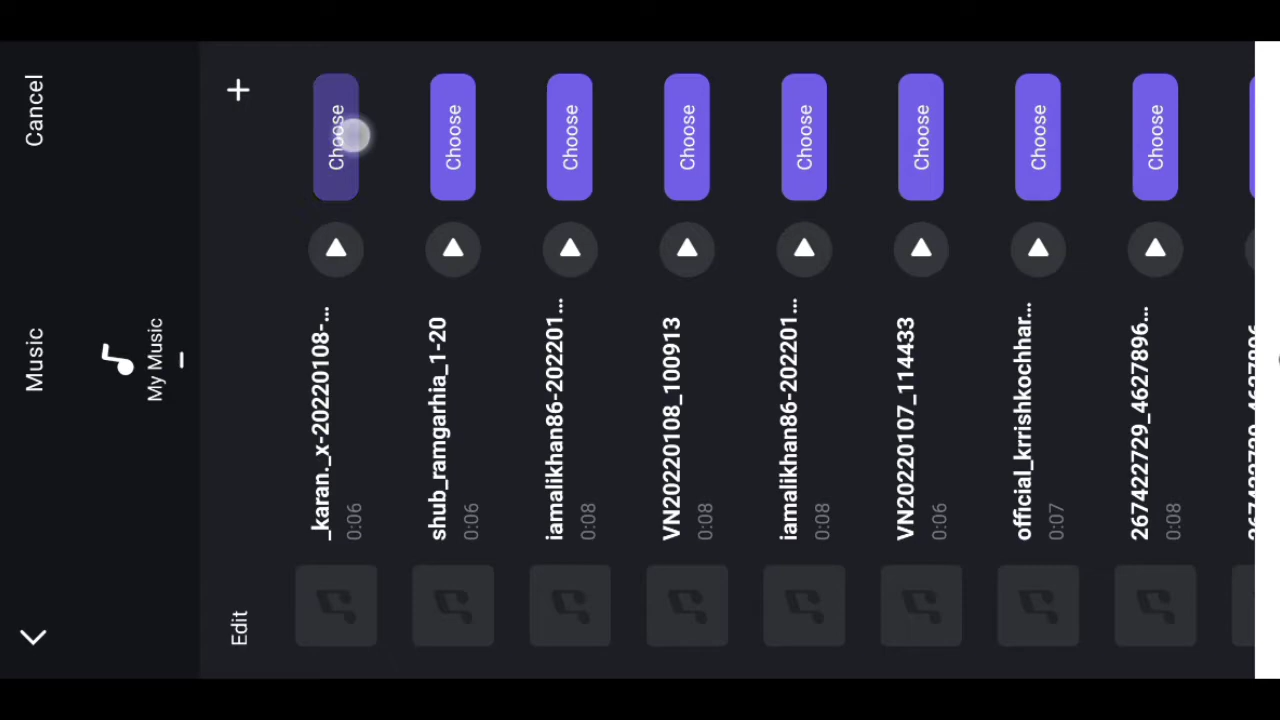 Music
Cancel
My Music
Edit
+
_karan._x-20220108-...
0:06
Choose
shub_ramgarhia_1-20
0:06
Choose
iamalikhan86-202201...
0:08
Choose
VN20220108_100913
0:08
Choose
iamalikhan86-202201...
0:08
Choose
VN20220107_114433
0:06
Choose
official_krrishkochhar...
0:07
Choose
267422729_4627896...
0:08
Choose